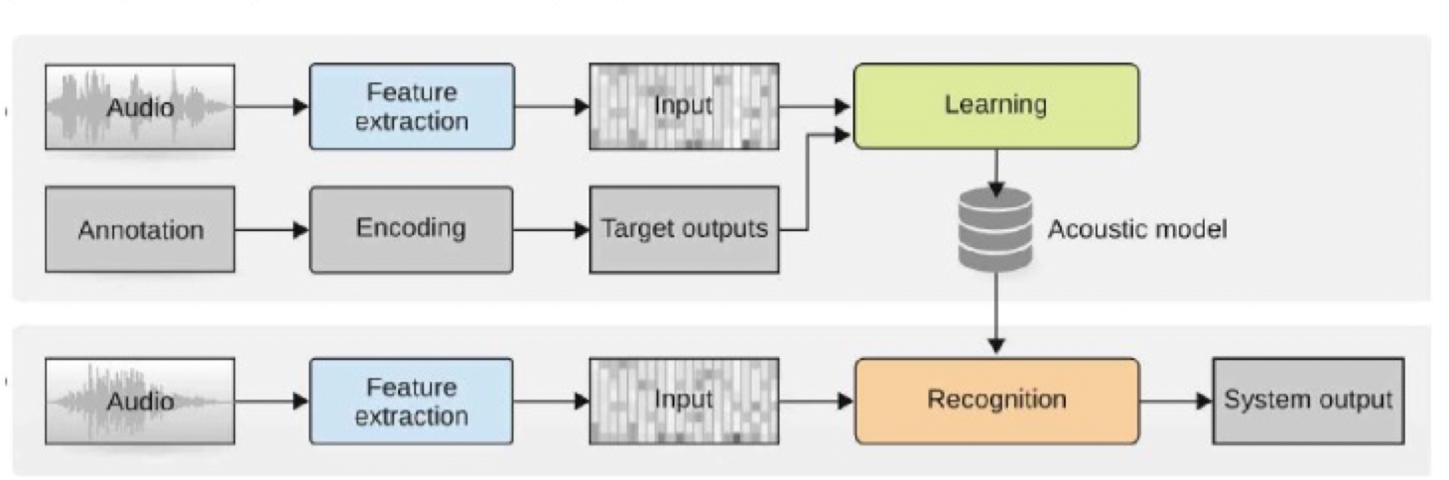 Audio
Feature
extraction
Input
Learning
Annotation
Encoding
Target outputs
Acoustic model
Audio
Feature
extraction
Input
Recognition
System output